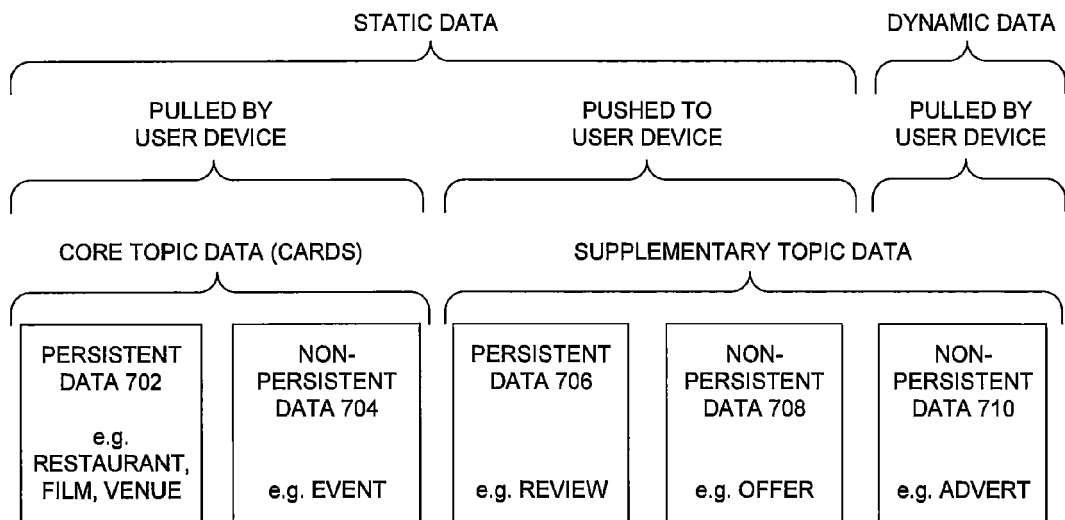 STATIC DATA
DYNAMIC DATA
PULLED BY
USER DEVICE
PUSHED TO
USER DEVICE
PULLED BY
USER DEVICE
CORE TOPIC DATA (CARDS)
SUPPLEMENTARY TOPIC DATA
PERSISTENT
DATA 702
e.g.
RESTAURANT,
FILM, VENUE
NON-
PERSISTENT
DATA 704
e.g. EVENT
PERSISTENT
DATA 706
e.g. REVIEW
NON-
PERSISTENT
DATA 708
e.g. OFFER
NON-
PERSISTENT
DATA 710
e.g. ADVERT